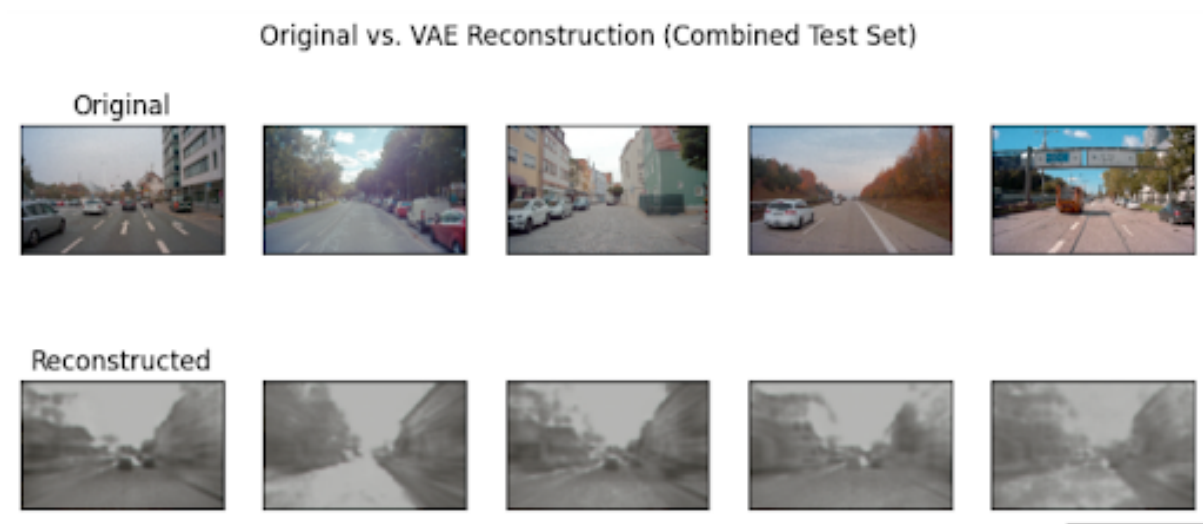 Original vs. VAE Reconstruction (Combined Test Set)
Original
Reconstructed